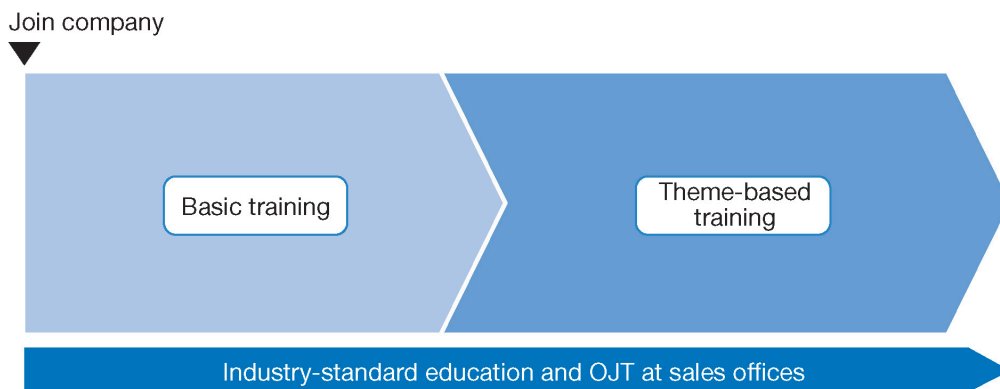 Join company
Basic training
Theme-based
training
Industry-standard education and OJT at sales offices